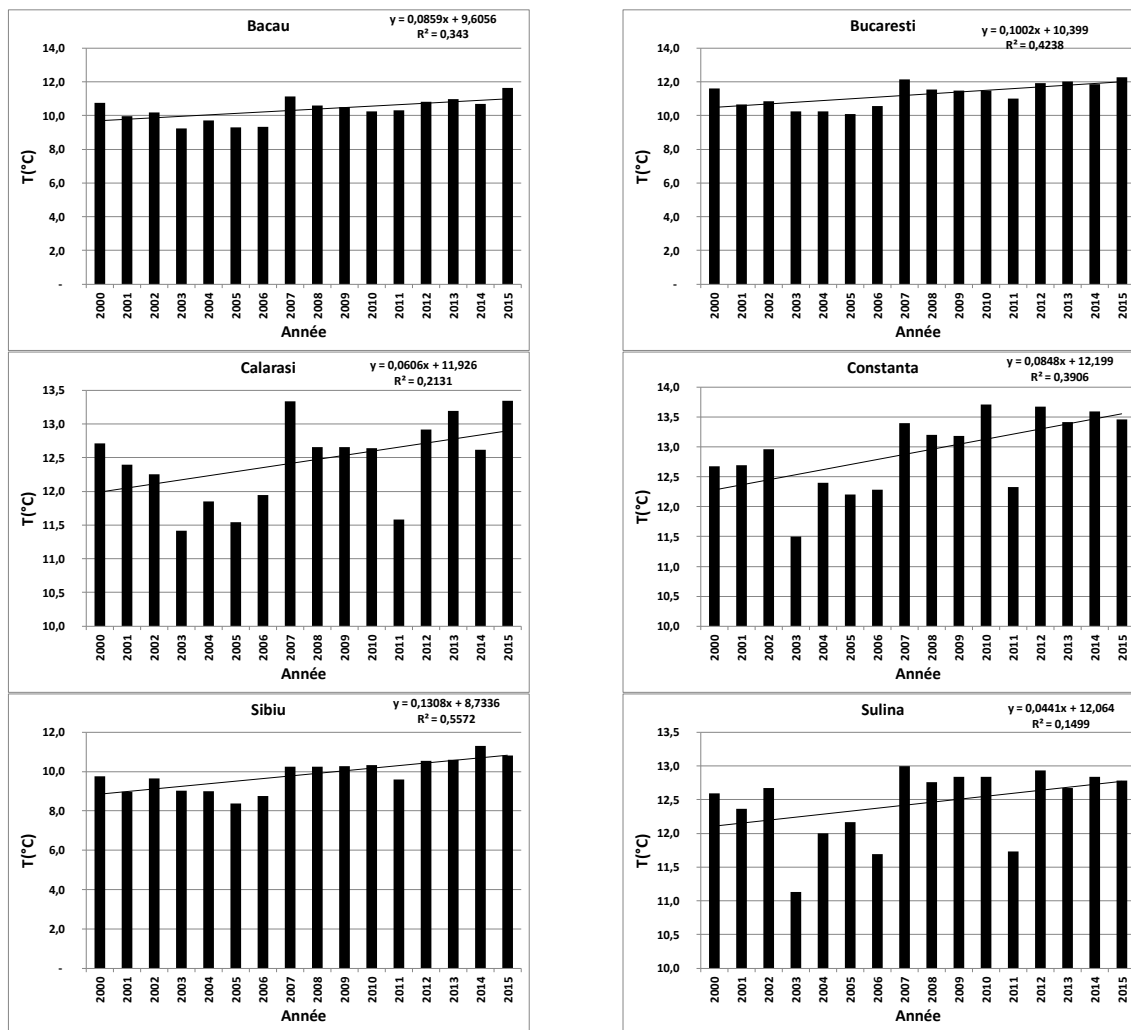 Bacau
y = 0,0859x + 9,6056
R² = 0,343
14,0
12,0
10,0
8,0
6,0
4,0
2,0
-
T(°C)
2000 2001 2002 2003 2004 2005 2006 2007 2008 2009 2010 2011 2012 2013 2014 2015
Année
Bucaresti
y = 0,1002x + 10,399
R² = 0,4238
14,0
12,0
10,0
8,0
6,0
4,0
2,0
-
T(°C)
2000 2001 2002 2003 2004 2005 2006 2007 2008 2009 2010 2011 2012 2013 2014 2015
Année
Calarasi
y = 0,0606x + 11,926
R² = 0,2131
13,5
13,0
12,5
12,0
11,5
11,0
10,5
10,0
T(°C)
2000 2001 2002 2003 2004 2005 2006 2007 2008 2009 2010 2011 2012 2013 2014 2015
Année
Constanta
y = 0,0848x + 12,199
R² = 0,3906
14,0
13,5
13,0
12,5
12,0
11,5
11,0
10,5
10,0
T(°C)
2000 2001 2002 2003 2004 2005 2006 2007 2008 2009 2010 2011 2012 2013 2014 2015
Année
Sibiu
y = 0,1308x + 8,7336
R² = 0,5572
12,0
10,0
8,0
6,0
4,0
2,0
-
T(°C)
2000 2001 2002 2003 2004 2005 2006 2007 2008 2009 2010 2011 2012 2013 2014 2015
Année
Sulina
y = 0,0441x + 12,064
R² = 0,1499
13,5
13,0
12,5
12,0
11,5
11,0
10,5
10,0
T(°C)
2000 2001 2002 2003 2004 2005 2006 2007 2008 2009 2010 2011 2012 2013 2014 2015
Année